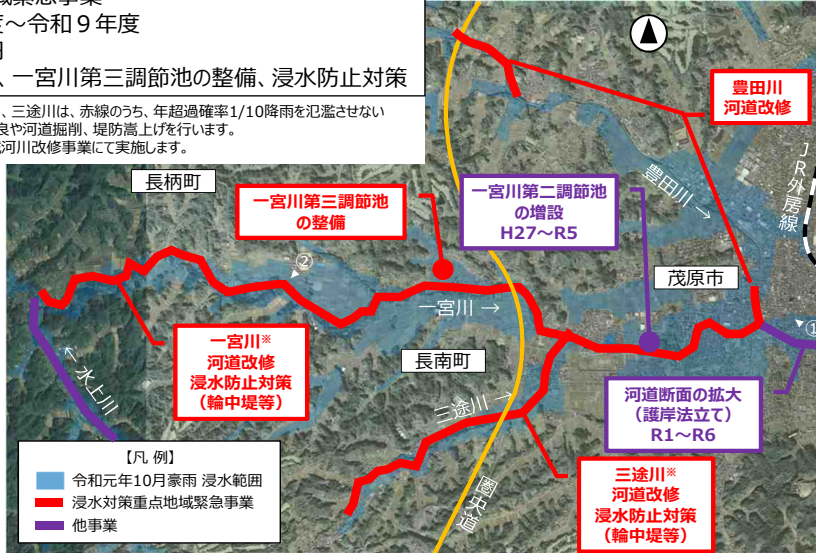 度～令和９年度
、一宮川第三調節池の整備、浸水防止対策
、三途川は、赤線のうち、年超過確率1/10降雨を氾濫させない
良や河道掘削、堤防嵩上げを行います。
河川改修事業にて実施します。
長柄町
一宮川第三調節池
の整備
一宮川第二調節池
の増設
H27～R5
豊田川
河道改修
豊田川 →
JR外房線
②
一宮川 →
茂原市
①
← 水上川
一宮川※
河道改修
浸水防止対策
（輪中堤等）
長南町
三途川 →
河道断面の拡大
（護岸法立て）
R1～R6
三途川※
河道改修
浸水防止対策
（輪中堤等）
圏央道
【凡 例】
令和元年10月豪雨 浸水範囲
浸水対策重点地域緊急事業
他事業